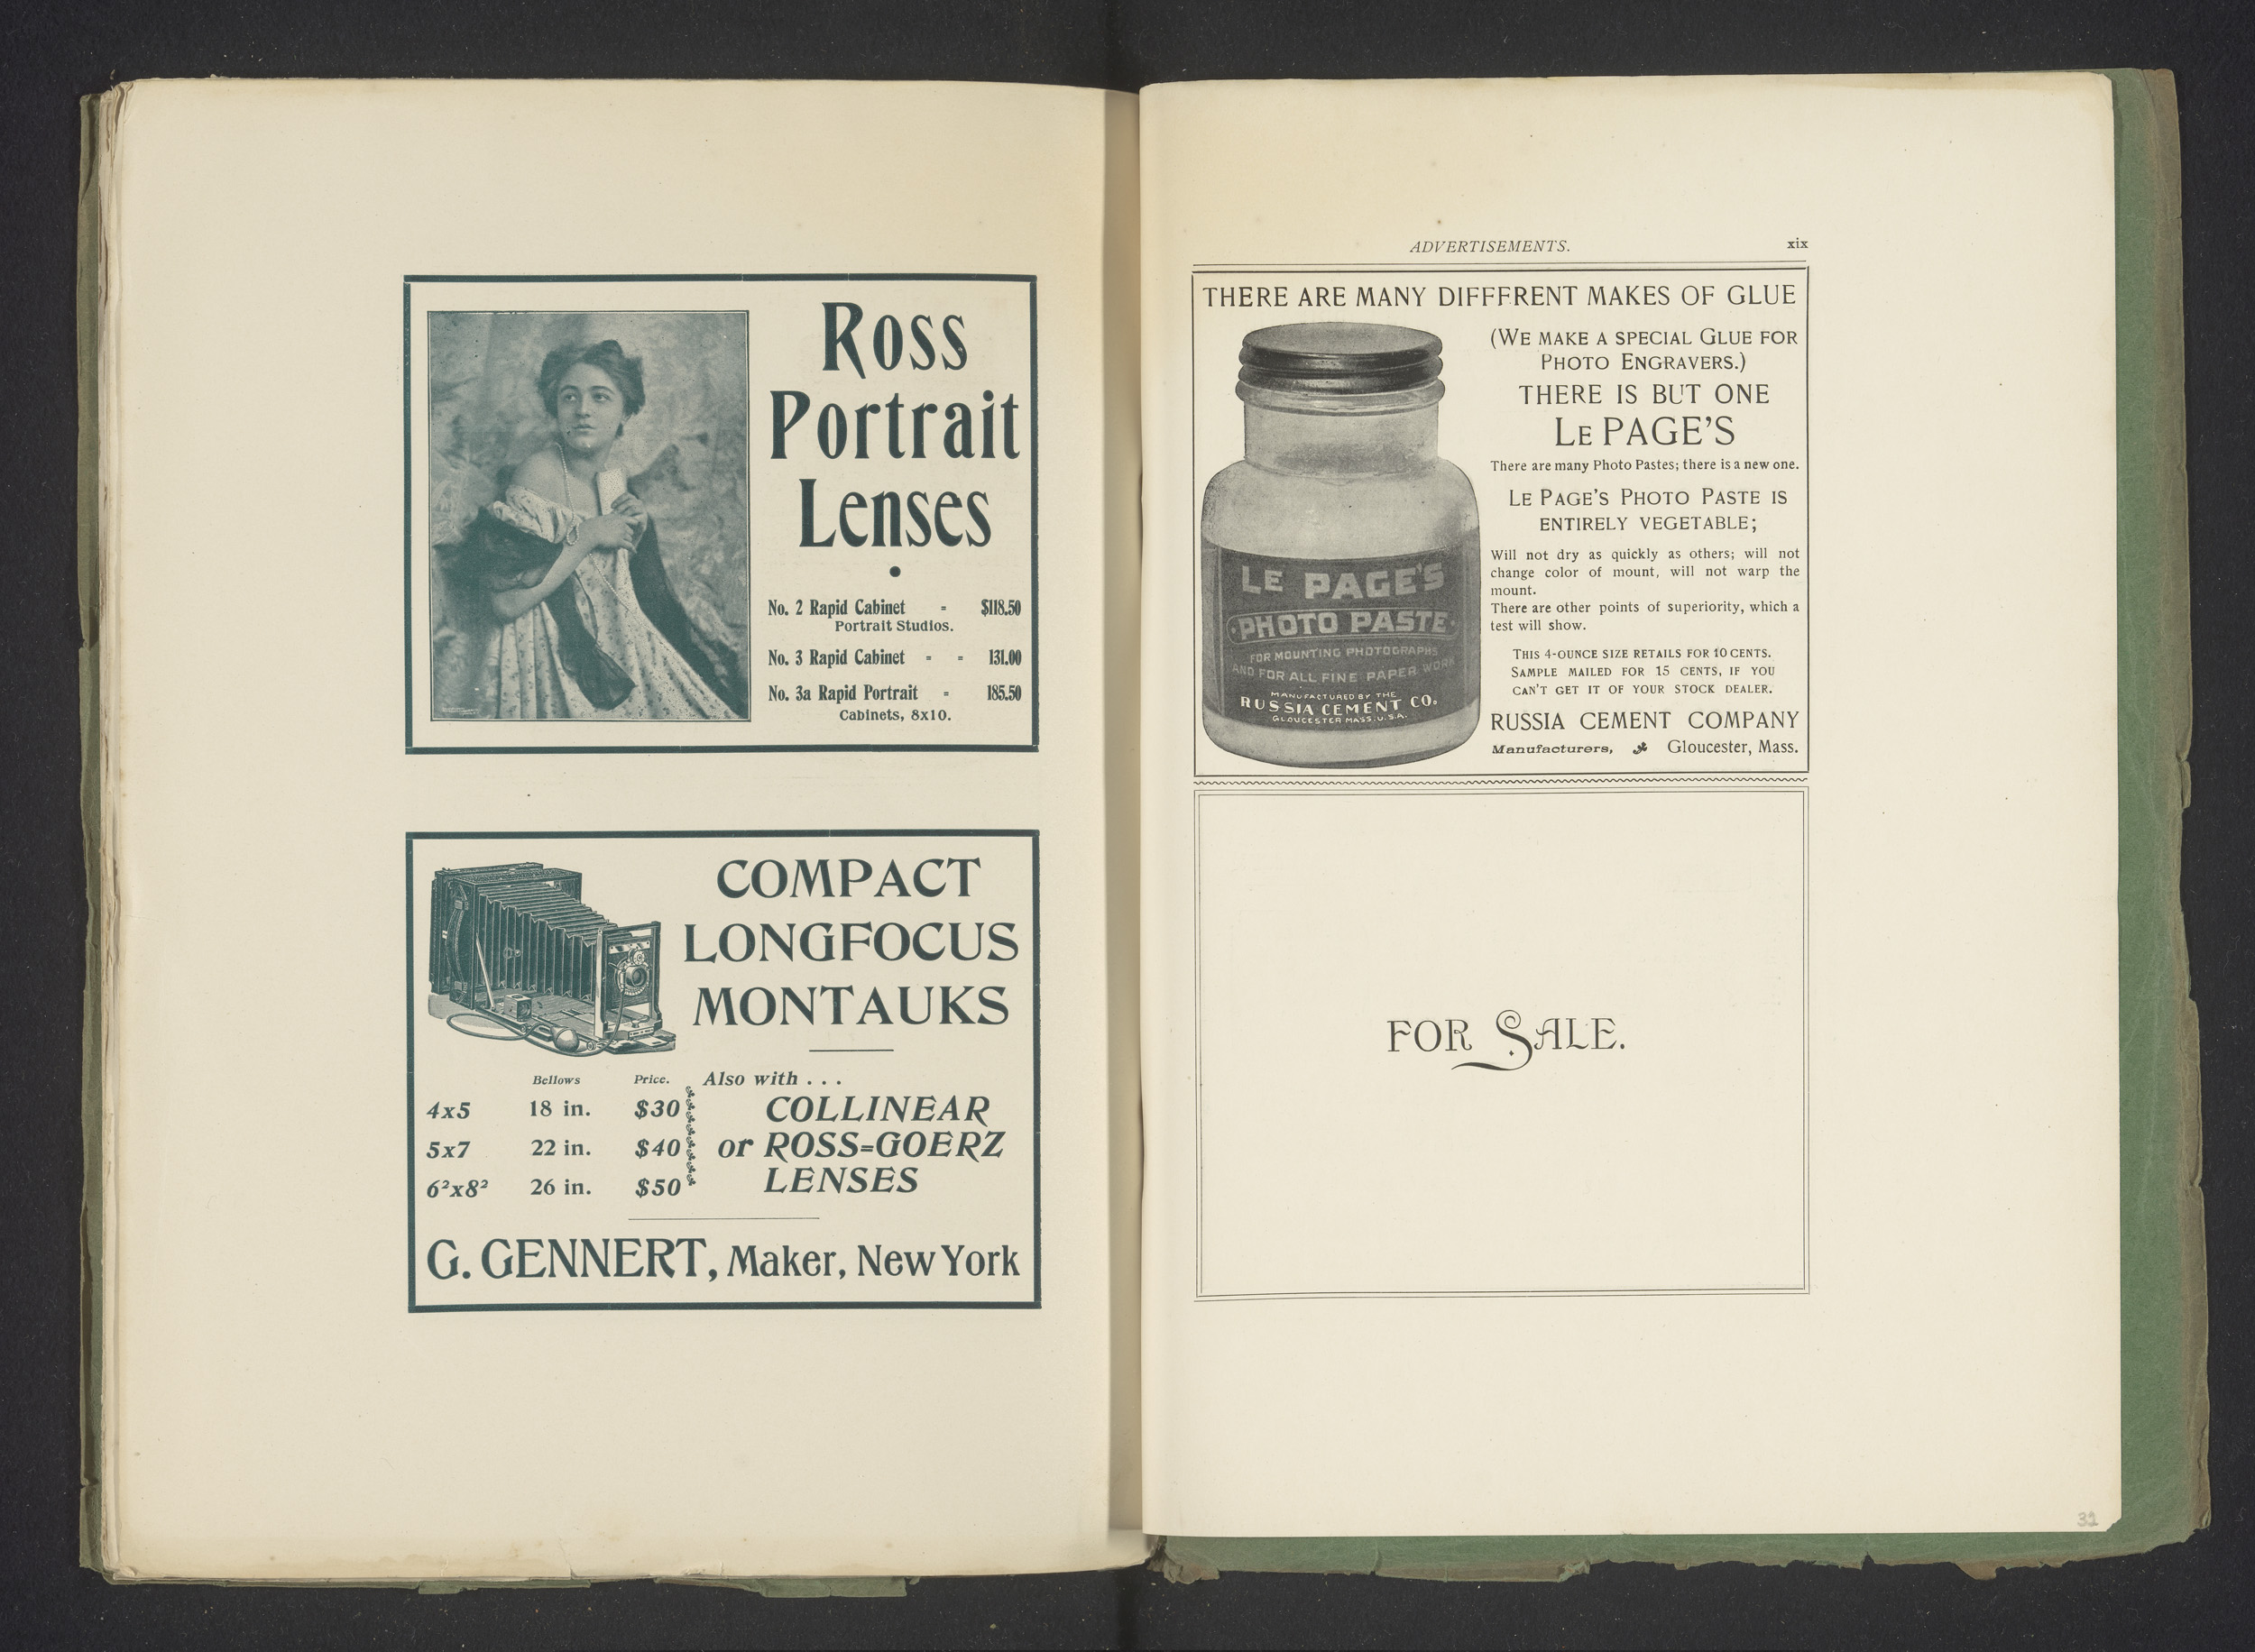 Ross
Portrait
Lenses
No. 2 Rapid Cabinet - $118.50
Portrait Studios.
No. 3 Rapid Cabinet - - 131.00
No. 3a Rapid Portrait - 185.50
Cabinets, 8x10.
COMPACT
LONGFOCUS
MONTAUKS
Bellows Price.
4x5 18 in. $30
5x7 22 in. $40
6²x8² 26 in. $50
Also with . . .
COLLINEAR
or ROSS=GOERZ
LENSES
G. GENNERT, Maker, New York
ADVERTISEMENTS. xix
THERE ARE MANY DIFFFRENT MAKES OF GLUE
(WE MAKE A SPECIAL GLUE FOR
PHOTO ENGRAVERS.)
THERE IS BUT ONE
LE PAGE'S
There are many Photo Pastes; there is a new one.
LE PAGE'S PHOTO PASTE IS
ENTIRELY VEGETABLE;
Will not dry as quickly as others; will not
change color of mount, will not warp the
mount.
There are other points of superiority, which a
test will show.
THIS 4-OUNCE SIZE RETAILS FOR 10 CENTS.
SAMPLE MAILED FOR 15 CENTS, IF YOU
CAN'T GET IT OF YOUR STOCK DEALER.
RUSSIA CEMENT COMPANY
Manufacturers, Gloucester, Mass.
LE PAGE'S
PHOTO PASTE
FOR MOUNTING PHOTOGRAPHS
AND FOR ALL FINE PAPER WORK
MANUFACTURED BY THE
RUSSIA CEMENT CO.
GLOUCESTER MASS. U.S.A.
FOR SALE.